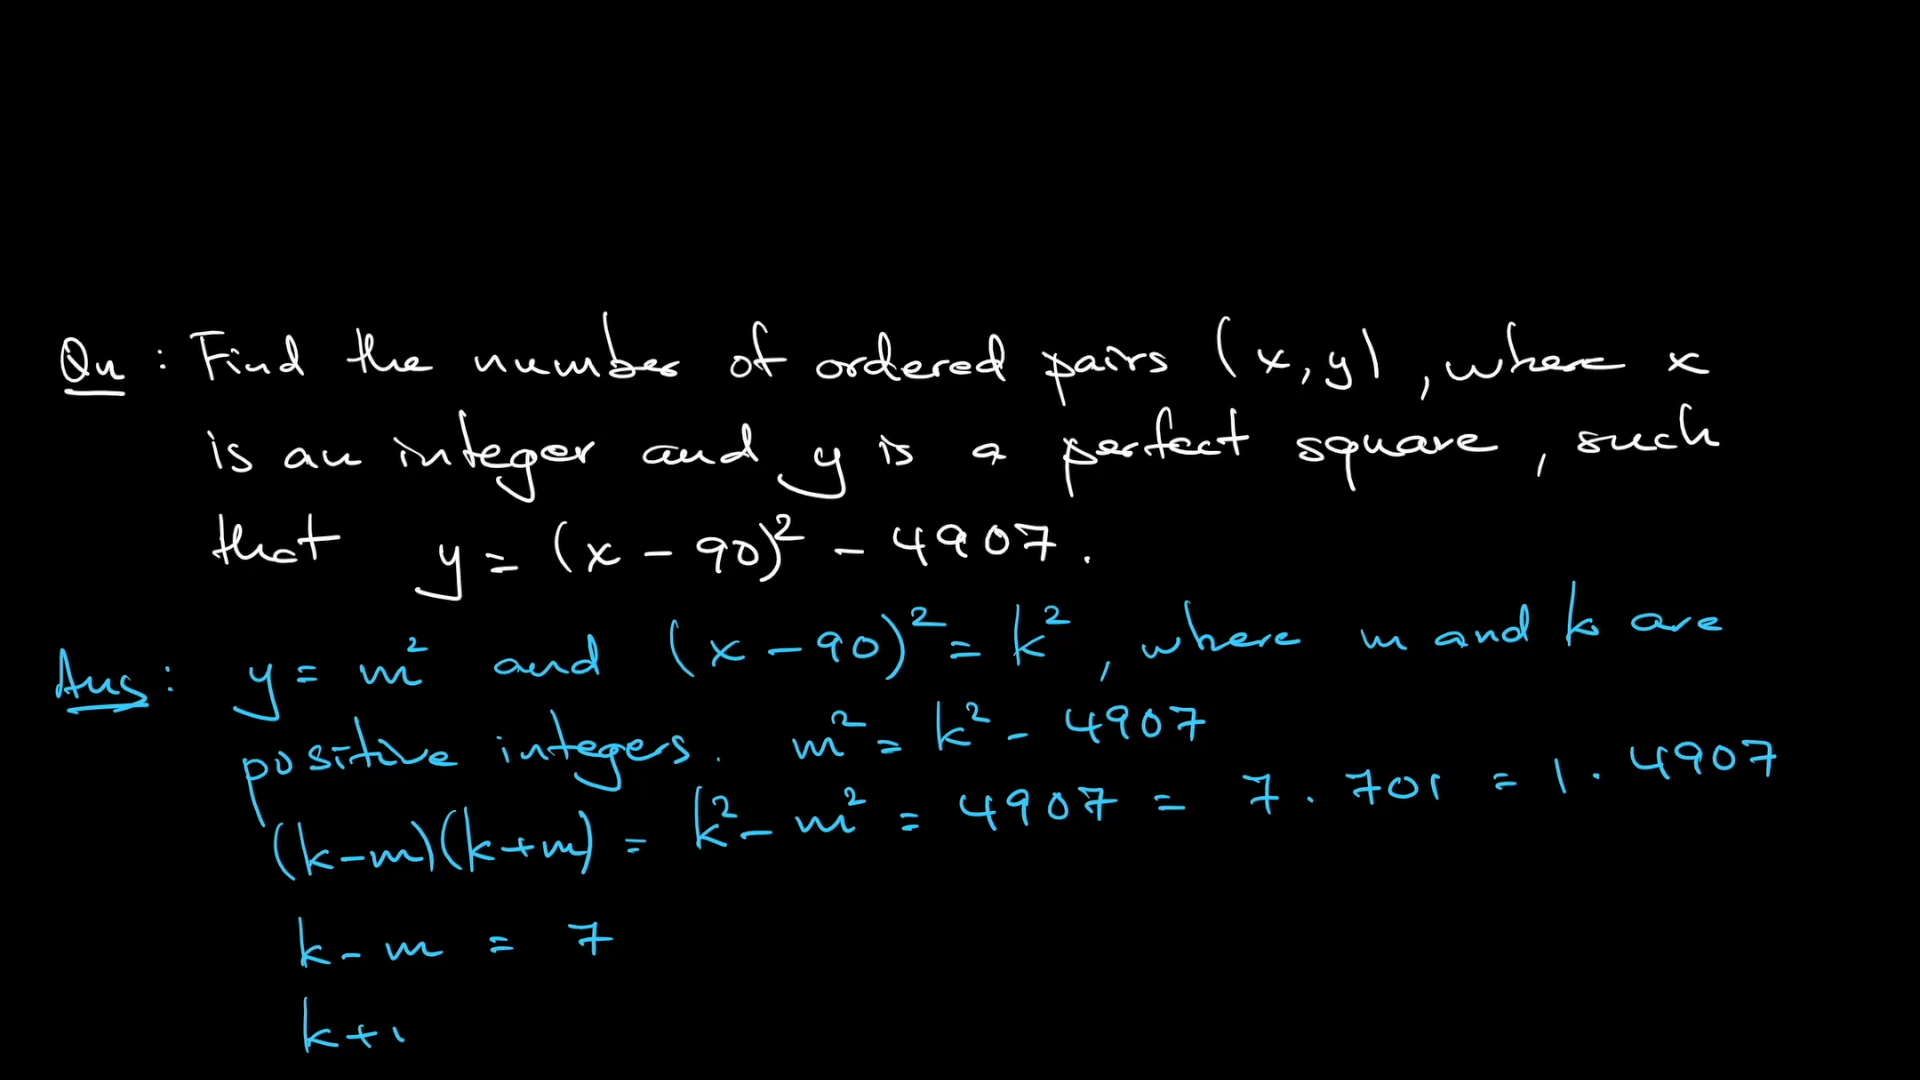 Qn : Find the number of ordered pairs (x, y), where x
is an integer and y is a perfect square, such
that y = (x - 90)² - 4907.
Ans : y = m² and (x - 90)² = k², where m and k are
positive integers. m² = k² - 4907
(k-m)(k+m) = k² - m² = 4907 = 7 · 701 = 1 · 4907
k - m = 7
k +